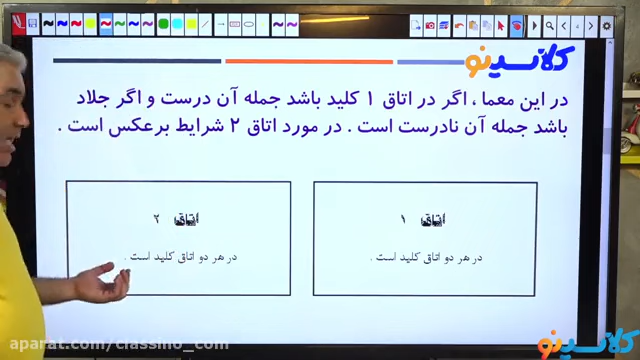 کلاسینو
در این معما ، اگر در اتاق ۱ کلید باشد جمله آن درست و اگر جلاد
باشد جمله آن نادرست است . در مورد اتاق ۲ شرایط برعکس است .
اتاق ۱
در هر دو اتاق کلید است .
اتاق ۲
در هر دو اتاق کلید است .
aparat.com/classino_com
کلاسینو